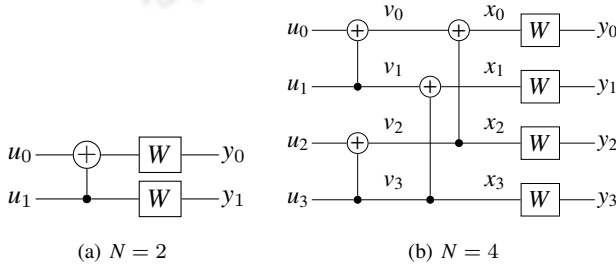 u₀ v₀ x₀ W y₀
u₁ v₁ x₁ W y₁
u₂ v₂ x₂ W y₂
u₃ v₃ x₃ W y₃
u₀ W y₀
u₁ W y₁
(a) N = 2
(b) N = 4